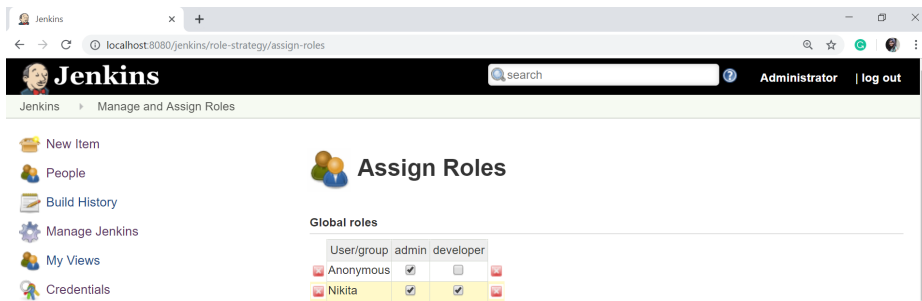 Jenkins
localhost:8080/jenkins/role-strategy/assign-roles
Jenkins search Administrator | log out
Jenkins Manage and Assign Roles
New Item
People
Build History
Manage Jenkins
My Views
Credentials
Assign Roles
Global roles
User/group admin developer
Anonymous
Nikita